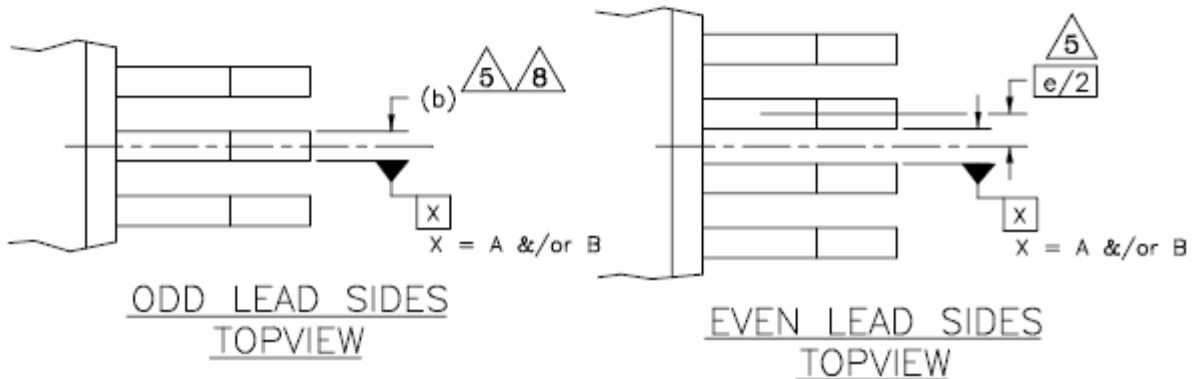 (b) 5 8
X
X = A &/or B
ODD LEAD SIDES
TOPVIEW
5
e/2
X
X = A &/or B
EVEN LEAD SIDES
TOPVIEW